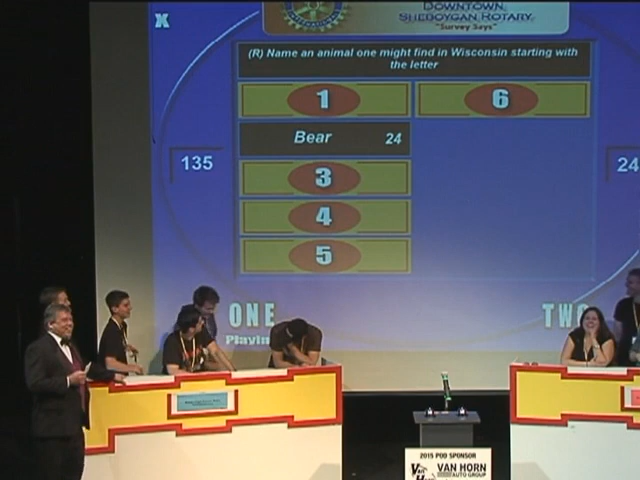 DOWNTOWN
SHEBOYGAN ROTARY
"Survey Says"
X
(R) Name an animal one might find in Wisconsin starting with
the letter
1
6
Bear 24
135
24
3
4
5
ONE
TWO
Playin
2015 POD SPONSOR
VAN HORN
AUTO GROUP